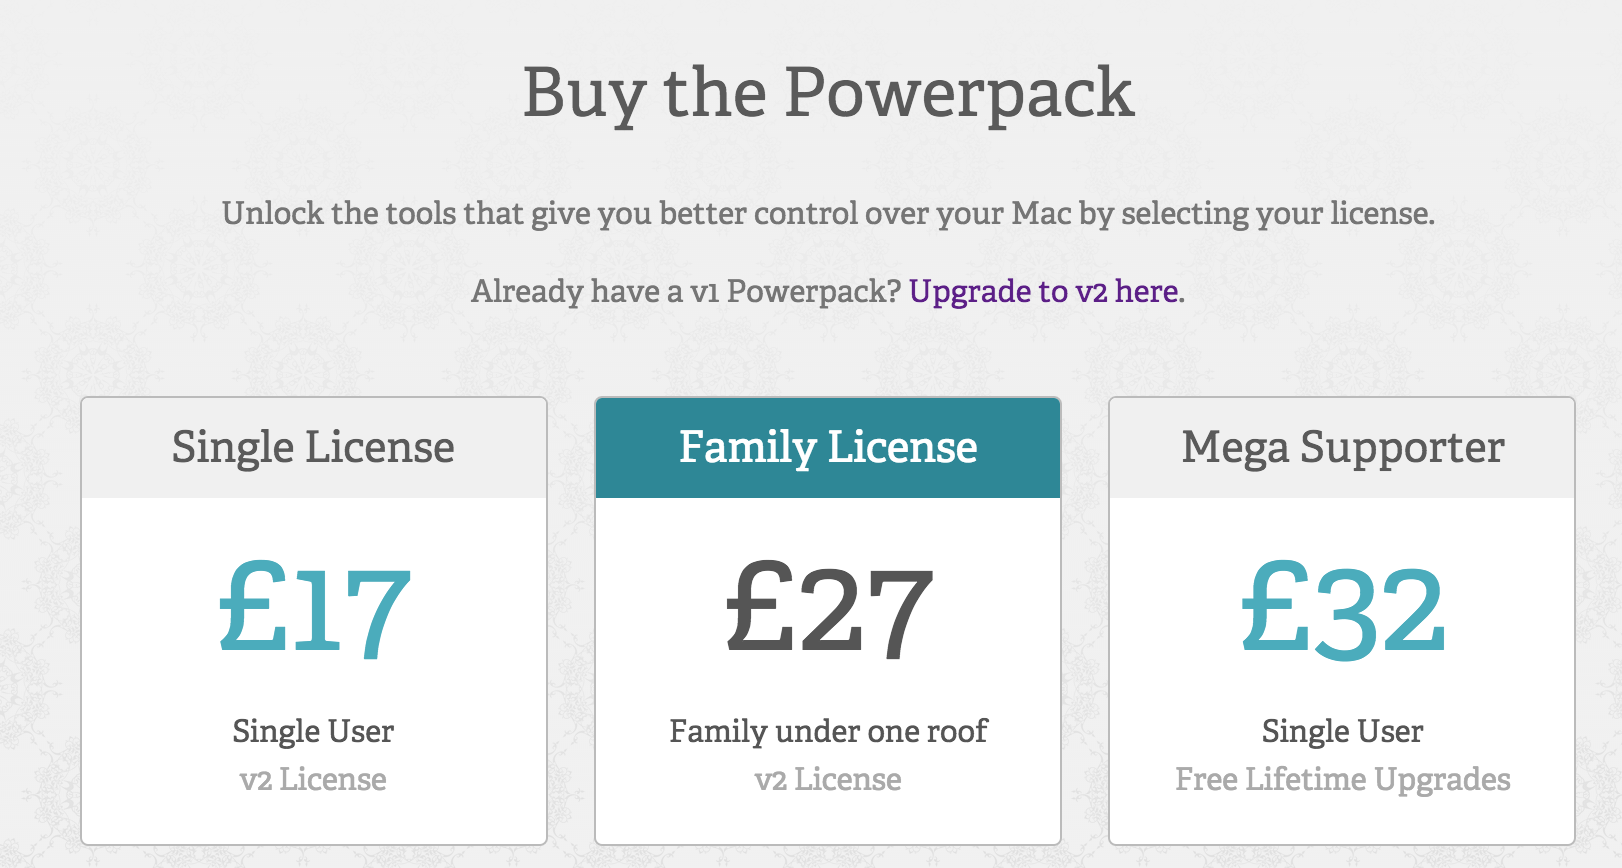 Buy the Powerpack
Unlock the tools that give you better control over your Mac by selecting your license.
Already have a v1 Powerpack? Upgrade to v2 here.
Single License
£17
Single User
v2 License
Family License
£27
Family under one roof
v2 License
Mega Supporter
£32
Single User
Free Lifetime Upgrades